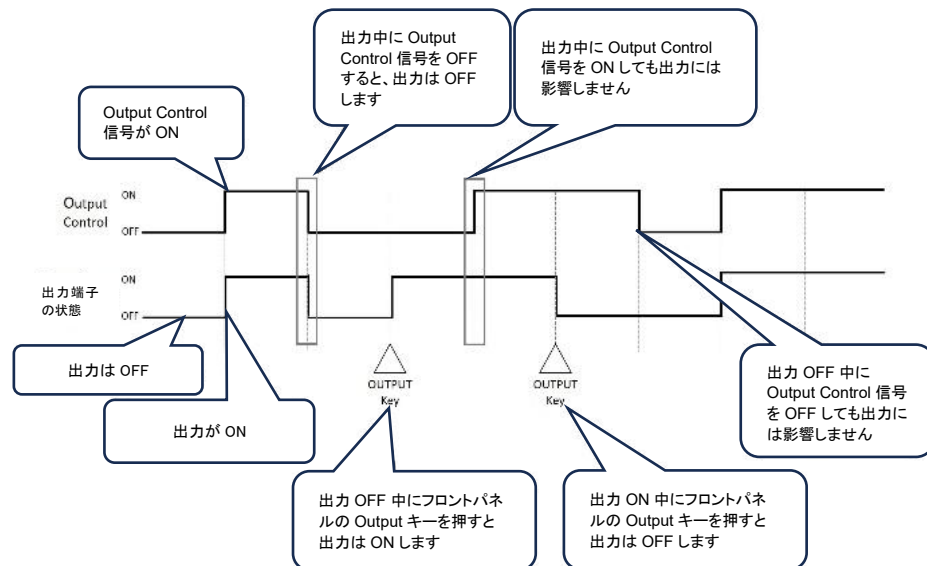 出力中に Output
Control 信号を OFF
すると、出力は OFF
します
出力中に Output Control
信号を ON しても出力には
影響しません
Output Control
信号が ON
Output
Control
ON
OFF
出力端子
の状態
ON
OFF
出力は OFF
出力が ON
OUTPUT
Key
OUTPUT
Key
出力 OFF 中に
Output Control 信号
を OFF しても出力に
は影響しません
出力 OFF 中にフロントパネ
ルの Output キーを押すと
出力は ON します
出力 ON 中にフロントパネ
ルの Output キーを押すと
出力は OFF します